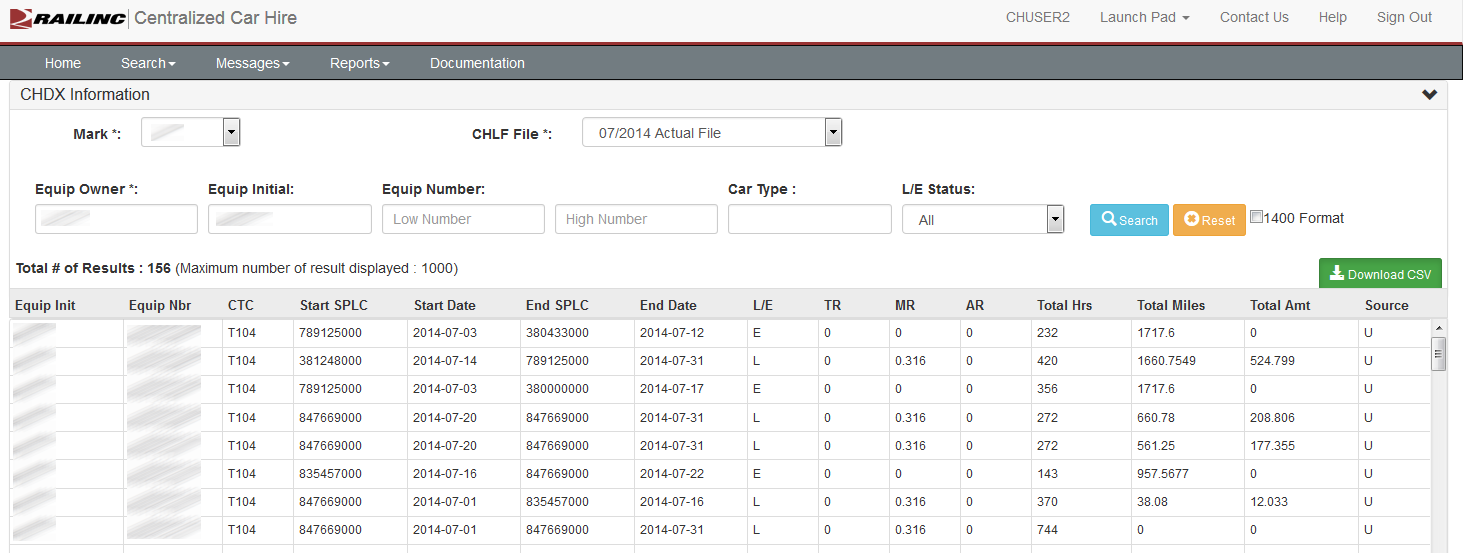 RAILINC Centralized Car Hire CHUSER2 Launch Pad Contact Us Help Sign Out
Home Search Messages Reports Documentation
CHDX Information
Mark *: CHLF File *: 07/2014 Actual File
Equip Owner *: Equip Initial: Equip Number: Car Type : L/E Status:
Low Number High Number All Search Reset 1400 Format
Total # of Results : 156 (Maximum number of result displayed : 1000) Download CSV
Equip Init Equip Nbr CTC Start SPLC Start Date End SPLC End Date L/E TR MR AR Total Hrs Total Miles Total Amt Source
T104 789125000 2014-07-03 380433000 2014-07-12 E 0 0 0 232 1717.6 0 U
T104 381248000 2014-07-14 789125000 2014-07-31 L 0 0.316 0 420 1660.7549 524.799 U
T104 789125000 2014-07-03 380000000 2014-07-17 E 0 0 0 356 1717.6 0 U
T104 847669000 2014-07-20 847669000 2014-07-31 L 0 0.316 0 272 660.78 208.806 U
T104 847669000 2014-07-20 847669000 2014-07-31 L 0 0.316 0 272 561.25 177.355 U
T104 835457000 2014-07-16 847669000 2014-07-22 E 0 0 0 143 957.5677 0 U
T104 847669000 2014-07-01 835457000 2014-07-16 L 0 0.316 0 370 38.08 12.033 U
T104 847669000 2014-07-01 847669000 2014-07-31 L 0 0.316 0 744 0 0 U